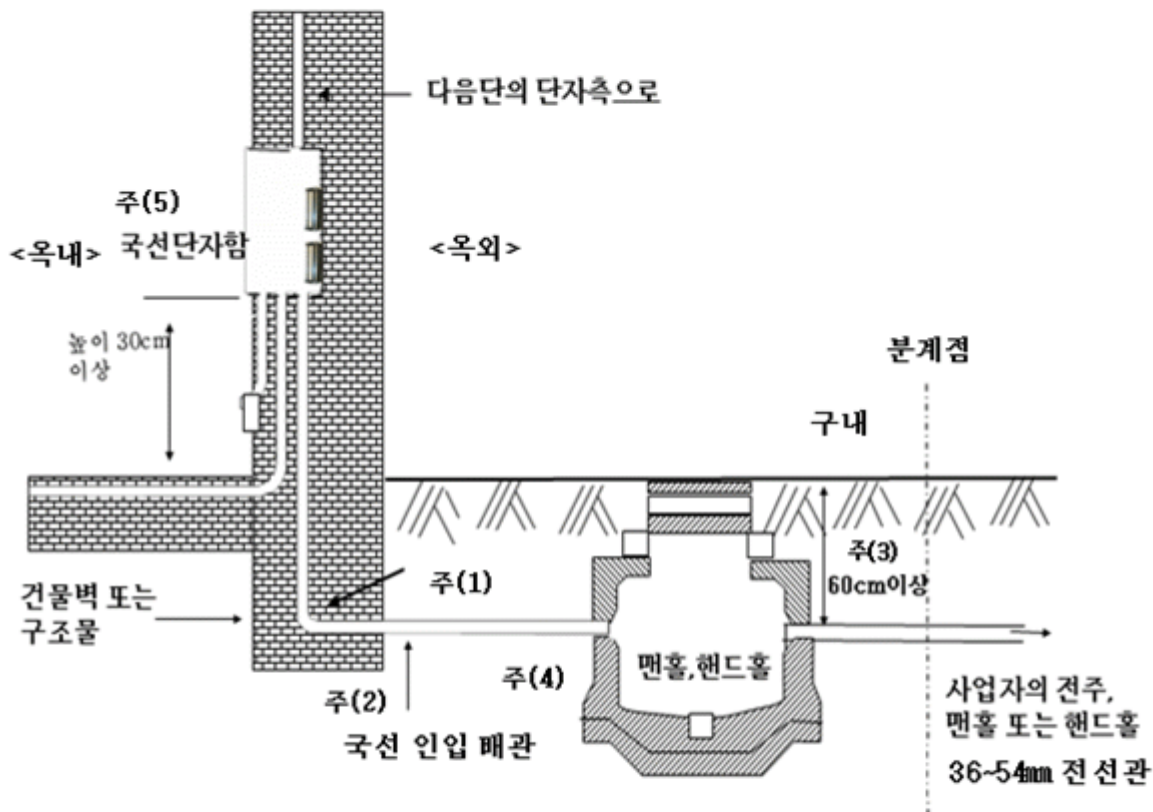 다음단의 단자측으로
주(5)
국선단자함
<옥내>
<옥외>
높이 30cm
이상
분계점
구내
주(3)
60cm이상
주(1)
건물벽 또는
구조물
주(2)
주(4)
맨홀,핸드홀
국선 인입 배관
사업자의 전주,
맨홀 또는 핸드홀
36~54mm 전선관